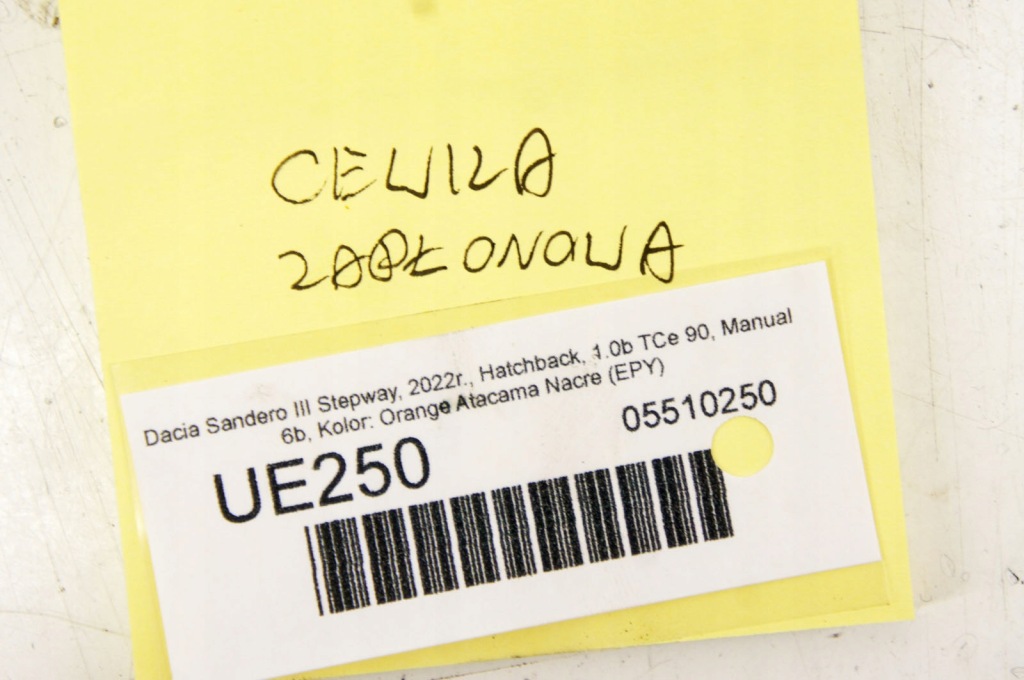 CEWKA
ZAPŁONOWA
Dacia Sandero III Stepway, 2022r., Hatchback, 1.0b TCe 90, Manual
6b, Kolor: Orange Atacama Nacre (EPY)
05510250
UE250